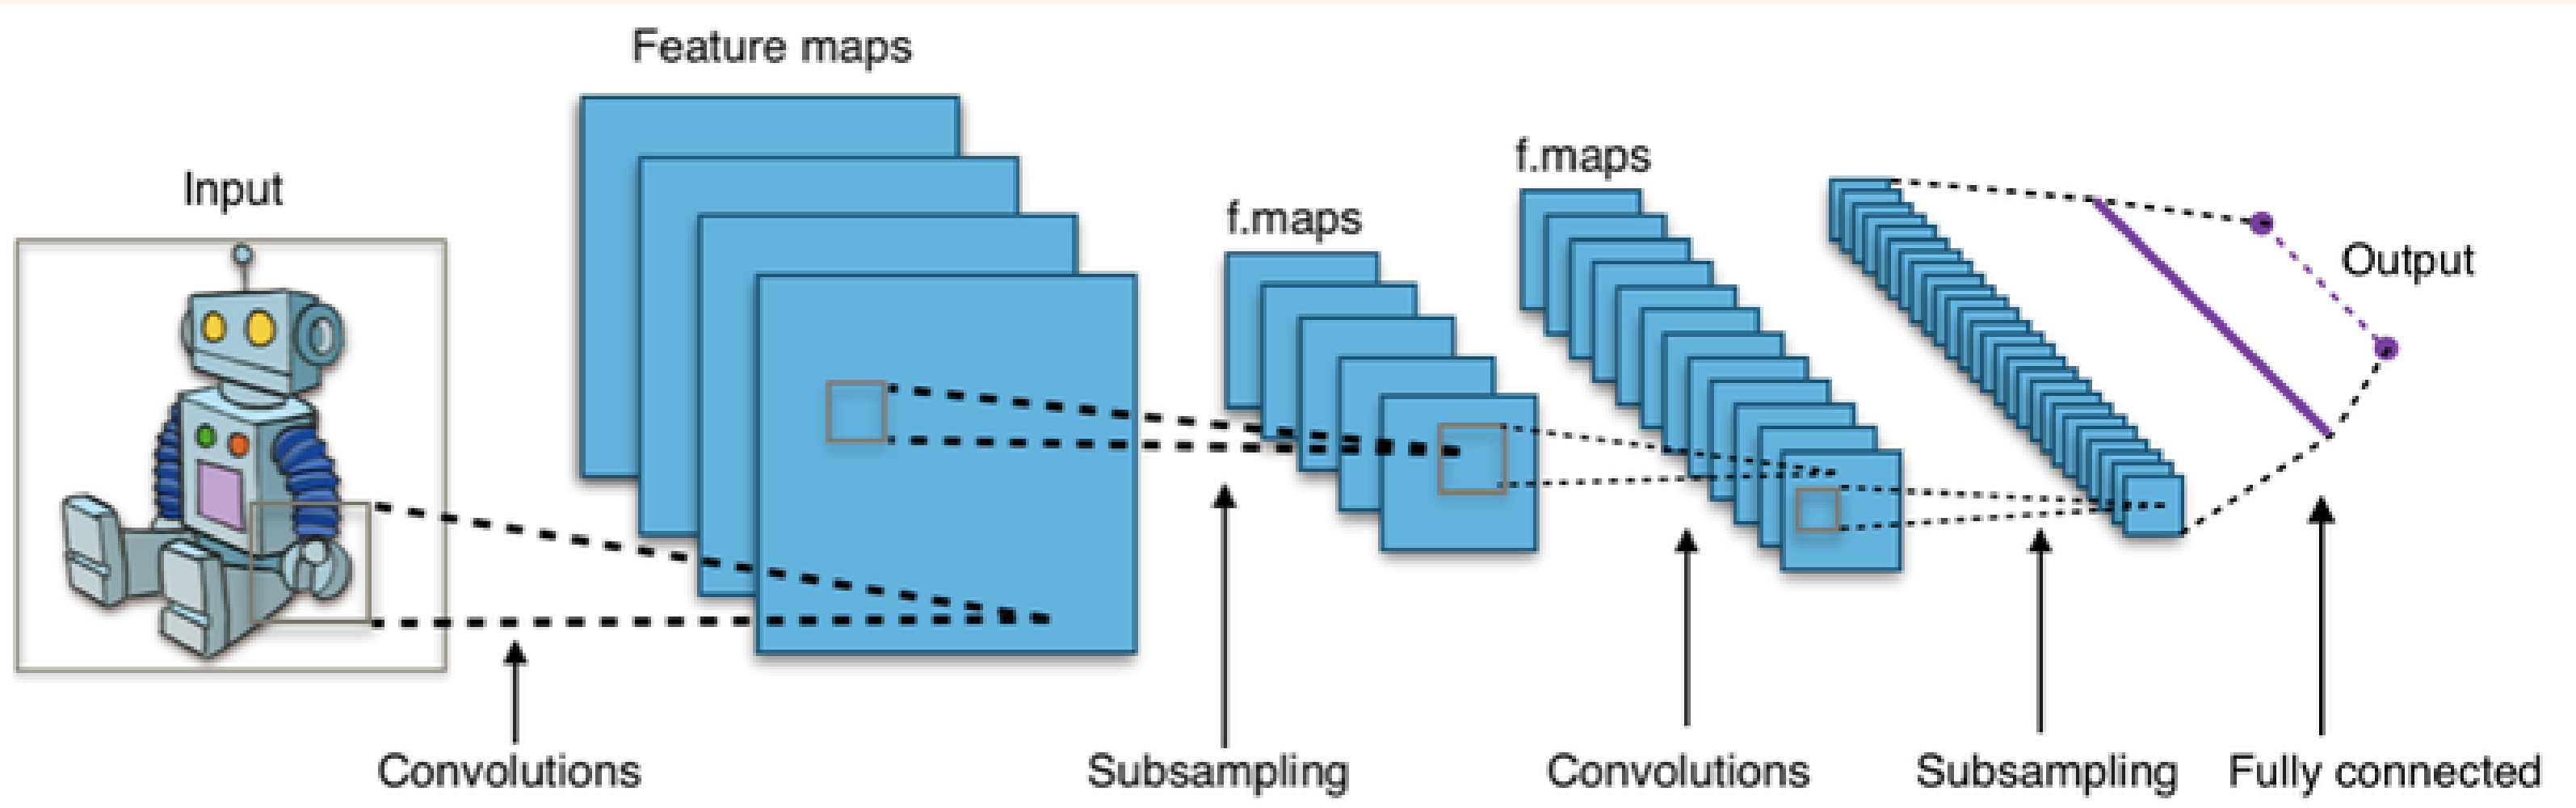 Feature maps
Input
f.maps
f.maps
Output
Convolutions
Subsampling
Convolutions
Subsampling
Fully connected